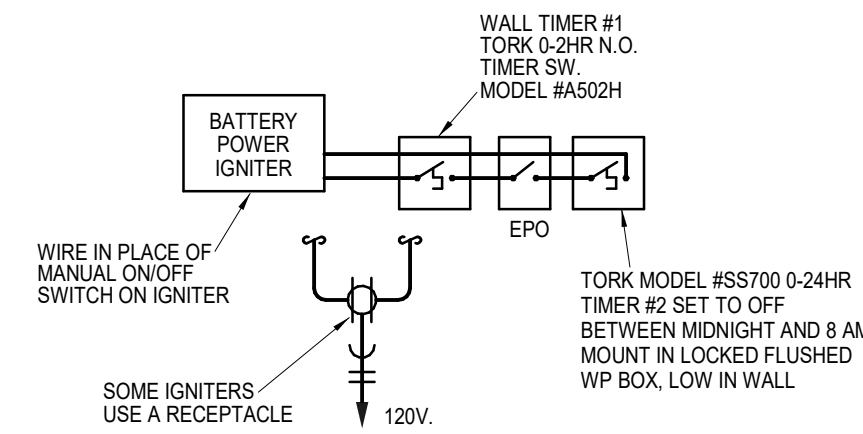 WALL TIMER #1
TORK 0-2HR N.O.
TIMER SW.
MODEL #A502H
BATTERY
POWER
IGNITER
EPO
WIRE IN PLACE OF
MANUAL ON/OFF
SWITCH ON IGNITER
TORK MODEL #SS700 0-24HR
TIMER #2 SET TO OFF
BETWEEN MIDNIGHT AND 8 AM
MOUNT IN LOCKED FLUSHED
WP BOX, LOW IN WALL
SOME IGNITERS
USE A RECEPTACLE
120V.